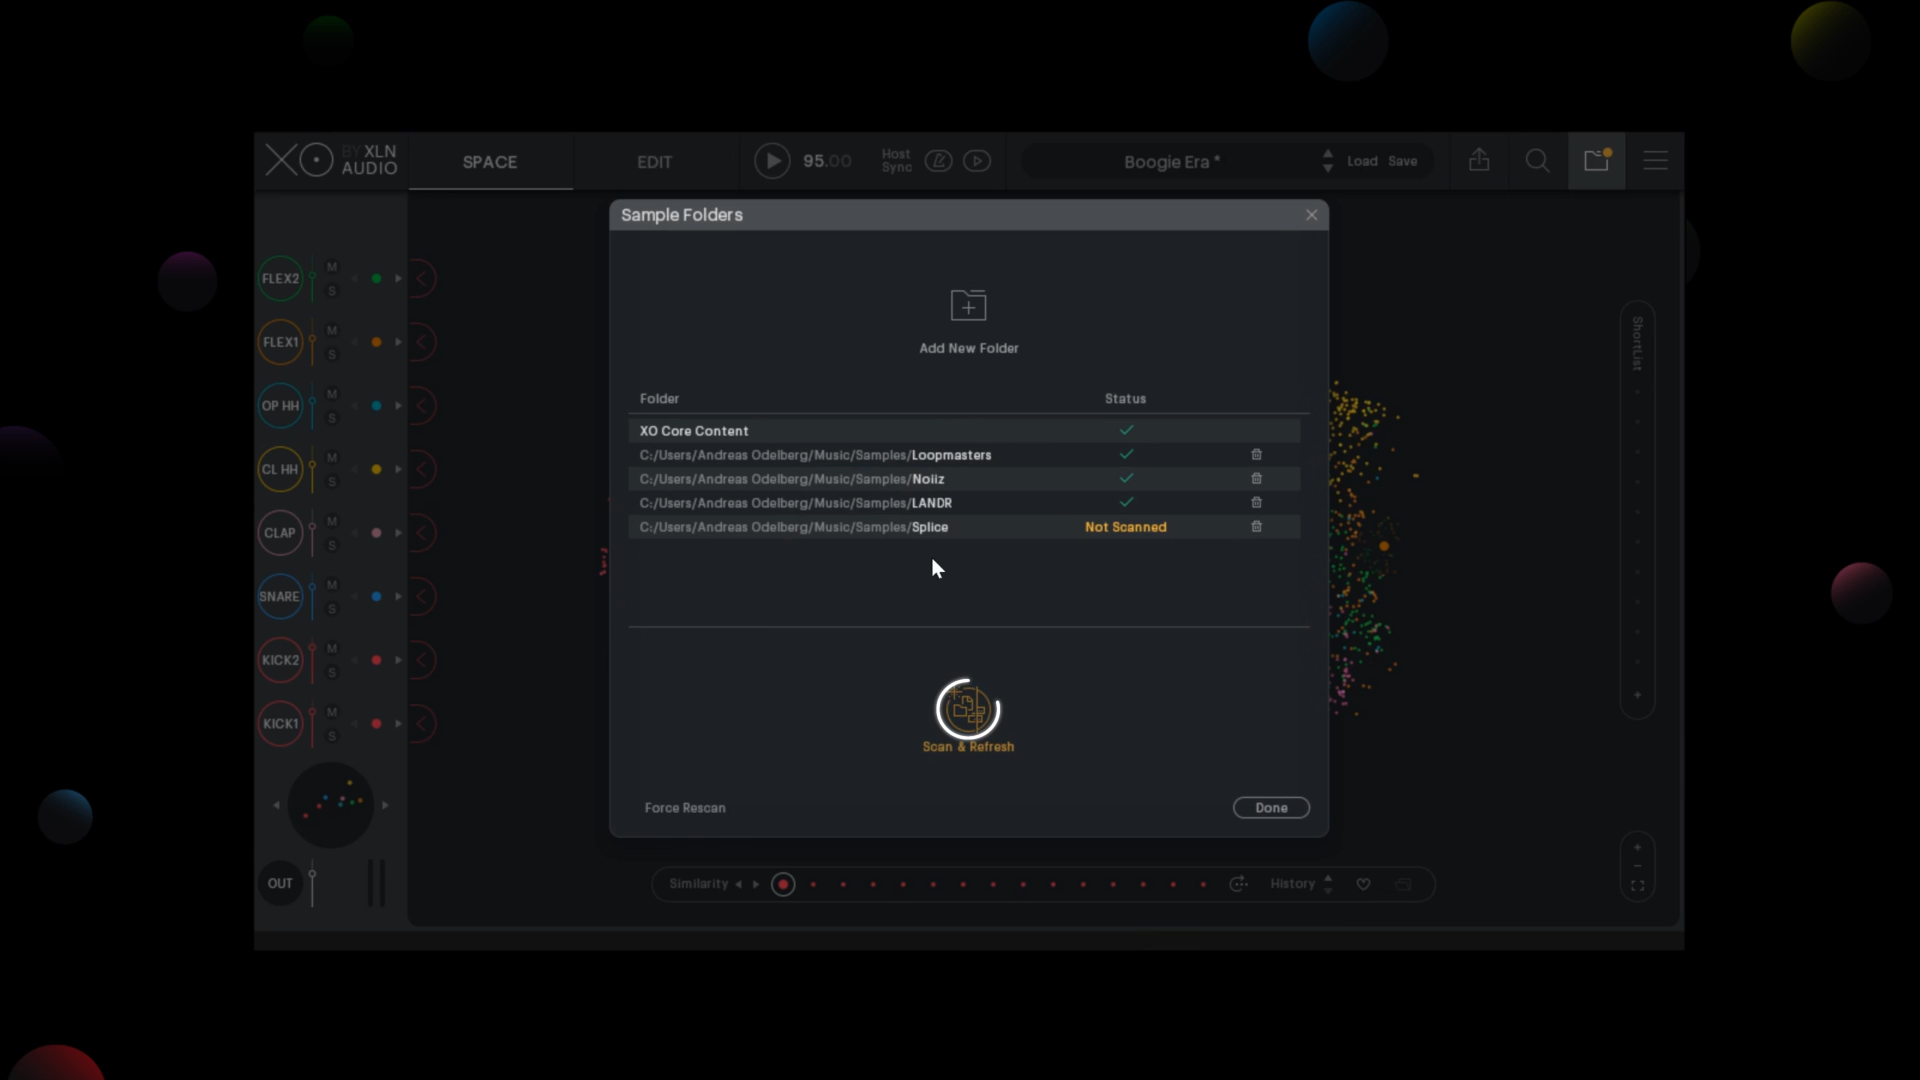 XO BY XLN AUDIO
SPACE
EDIT
95.00
Host Sync
Boogie Era *
Load
Save
Sample Folders
Add New Folder
Folder
Status
XO Core Content
C:/Users/Andreas Odelberg/Music/Samples/Loopmasters
C:/Users/Andreas Odelberg/Music/Samples/Noiiz
C:/Users/Andreas Odelberg/Music/Samples/LANDR
C:/Users/Andreas Odelberg/Music/Samples/Splice
Not Scanned
Scan & Refresh
Force Rescan
Done
FLEX2
M
S
FLEX1
M
S
OP HH
M
S
CL HH
M
S
CLAP
M
S
SNARE
M
S
KICK2
M
S
KICK1
M
S
OUT
ShortList
Similarity
History